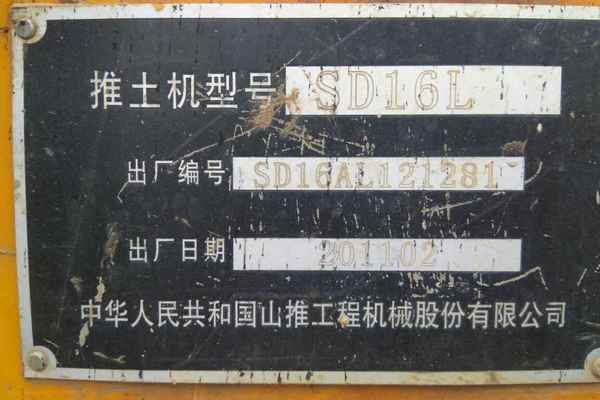 推土机型号 SD16L
出厂编号 SD16AL121281
出厂日期 201102
中华人民共和国山推工程机械股份有限公司